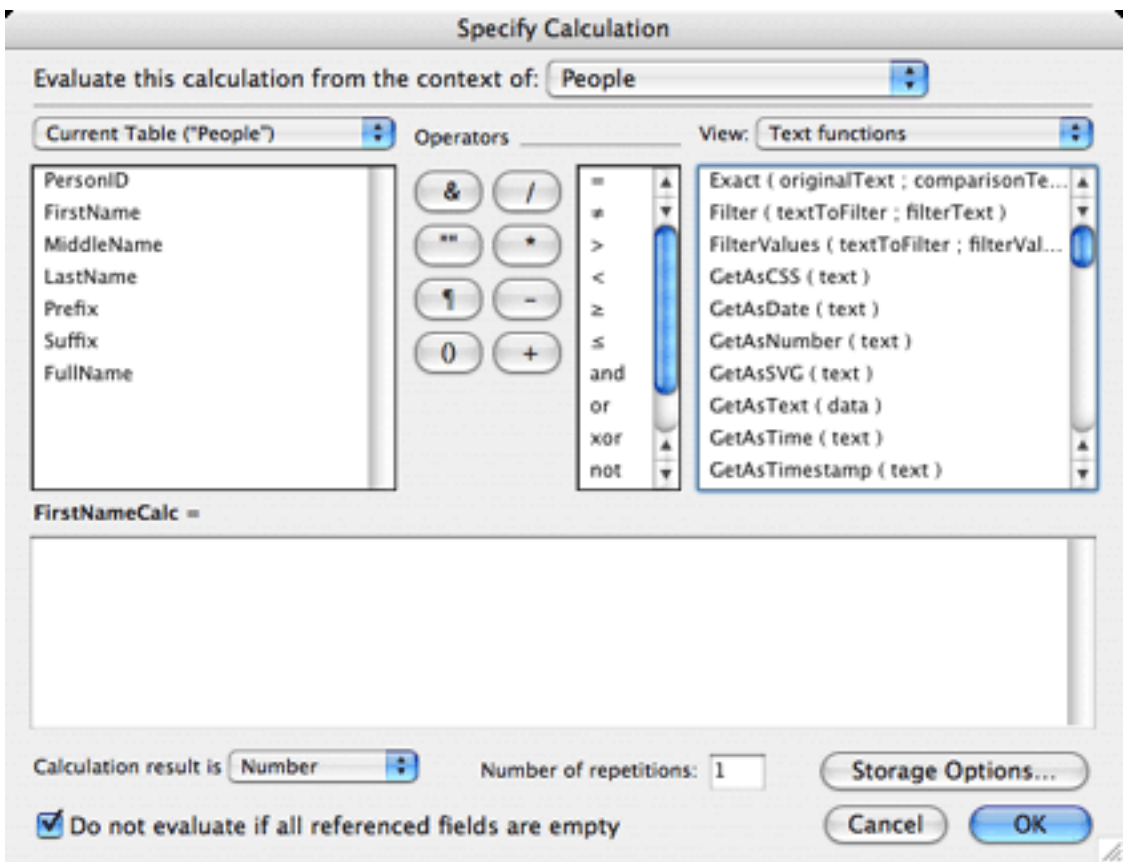 Specify Calculation
Evaluate this calculation from the context of: People
Current Table ("People") Operators View: Text functions
PersonID
FirstName
MiddleName
LastName
Prefix
Suffix
FullName
& /
"" *
¶ -
() +
=
≠
>
<
≥
≤
and
or
xor
not
Exact ( originalText ; comparisonTe...
Filter ( textToFilter ; filterText )
FilterValues ( textToFilter ; filterVal...
GetAsCSS ( text )
GetAsDate ( text )
GetAsNumber ( text )
GetAsSVG ( text )
GetAsText ( data )
GetAsTime ( text )
GetAsTimestamp ( text )
FirstNameCalc =
Calculation result is Number Number of repetitions: 1 Storage Options...
Do not evaluate if all referenced fields are empty Cancel OK